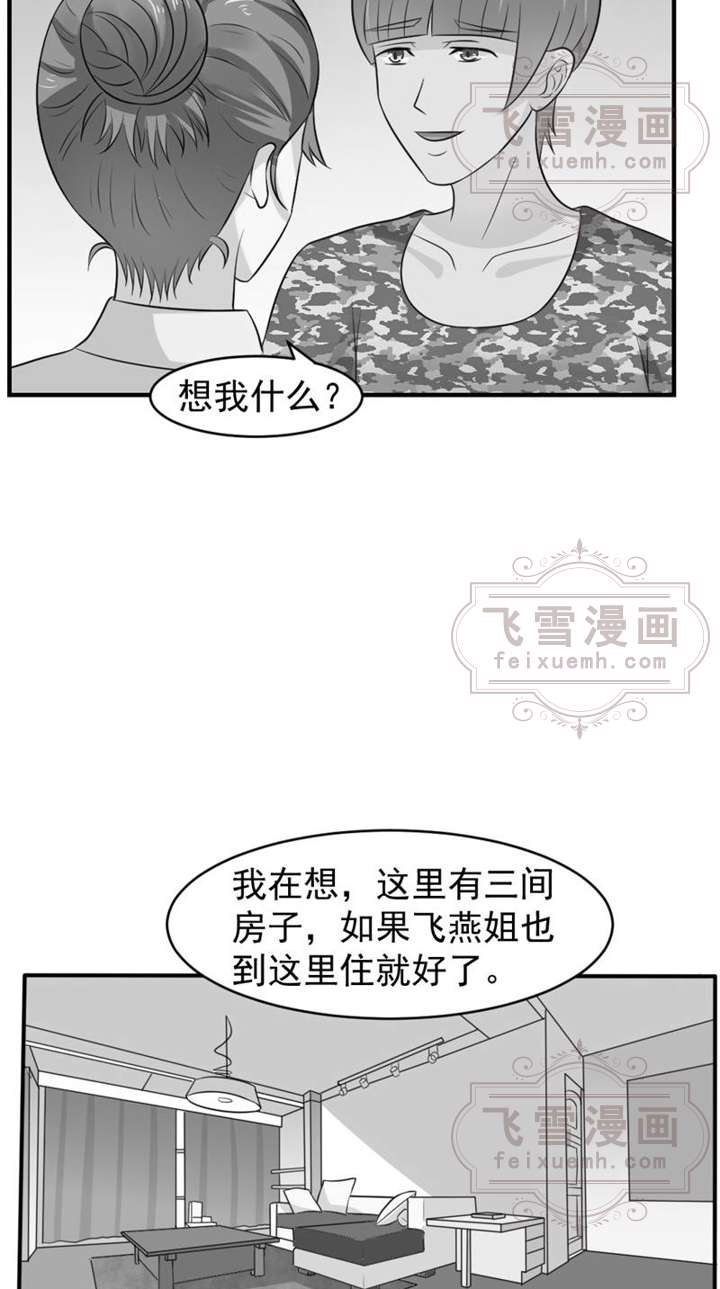 飞雪漫画
feixuemh.com
想我什么？
飞雪漫画
feixuemh.com
我在想，这里有三间
房子，如果飞燕姐也
到这里住就好了。
飞雪漫画
feixuemh.com